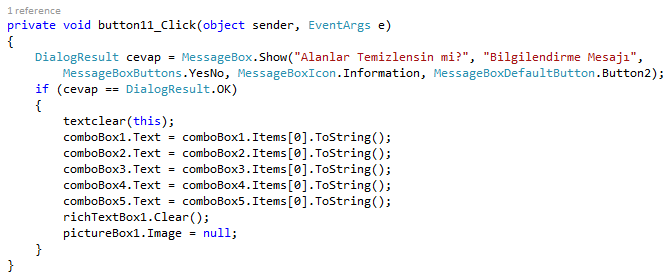 1 reference
private void button11_Click(object sender, EventArgs e)
{
DialogResult cevap = MessageBox.Show("Alanlar Temizlensin mi?", "Bilgilendirme Mesajı",
MessageBoxButtons.YesNo, MessageBoxIcon.Information, MessageBoxDefaultButton.Button2);
if (cevap == DialogResult.OK)
{
textclear(this);
comboBox1.Text = comboBox1.Items[0].ToString();
comboBox2.Text = comboBox2.Items[0].ToString();
comboBox3.Text = comboBox3.Items[0].ToString();
comboBox4.Text = comboBox4.Items[0].ToString();
comboBox5.Text = comboBox5.Items[0].ToString();
richTextBox1.Clear();
pictureBox1.Image = null;
}
}